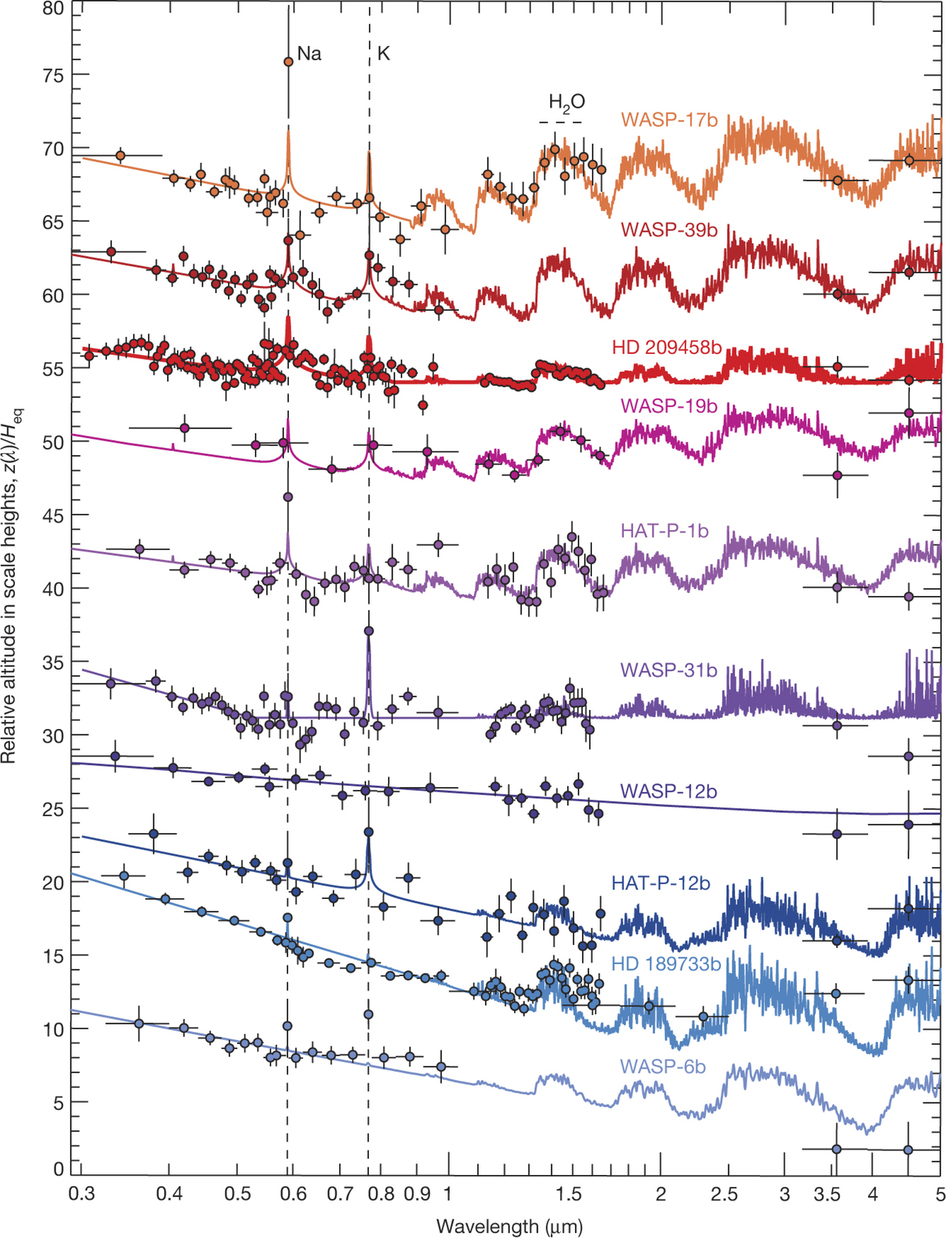 80
75
70
65
60
55
50
45
40
35
30
25
20
15
10
5
0
Relative altitude in scale heights, z(λ)/H_eq
Na
K
H₂O
WASP-17b
WASP-39b
HD 209458b
WASP-19b
HAT-P-1b
WASP-31b
WASP-12b
HAT-P-12b
HD 189733b
WASP-6b
0.3 0.4 0.5 0.6 0.7 0.8 0.9 1 1.5 2 2.5 3 3.5 4 5
Wavelength (μm)